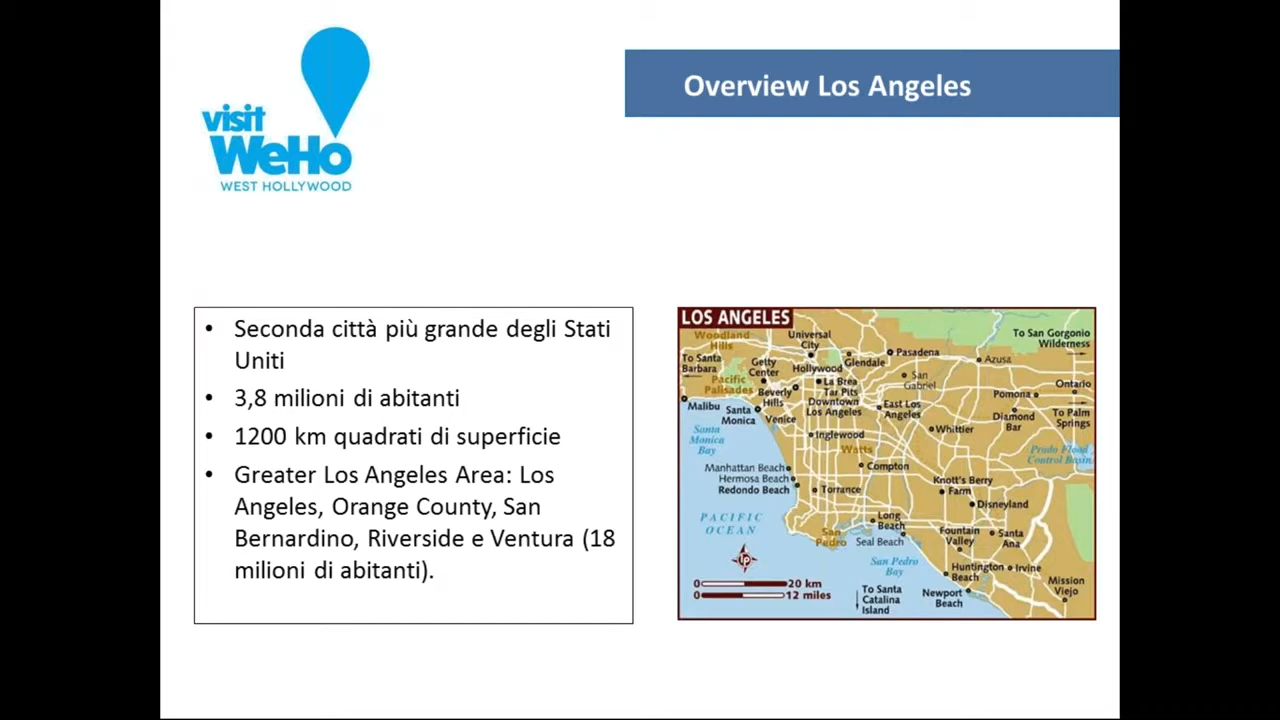 visit
WeHo
WEST HOLLYWOOD
Overview Los Angeles
• Seconda città più grande degli Stati
Uniti
• 3,8 milioni di abitanti
• 1200 km quadrati di superficie
• Greater Los Angeles Area: Los
Angeles, Orange County, San
Bernardino, Riverside e Ventura (18
milioni di abitanti).
LOS ANGELES
Woodland
Hills
Universal
City
To San Gorgonio
Wilderness
To Santa
Barbara
Getty
Center
Hollywood
Glendale
Pasadena
Azusa
Pacific
Palisades
Beverly
Hills
La Brea
Tar Pits
San
Gabriel
Ontario
Malibu
Santa
Monica
Venice
Downtown
Los Angeles
East Los
Angeles
Pomona
Diamond
Bar
To Palm
Springs
Santa
Monica
Bay
Inglewood
Watts
Whittier
Prado Flood
Control Basin
Manhattan Beach
Hermosa Beach
Redondo Beach
Compton
Torrance
Knott's Berry
Farm
Disneyland
PACIFIC
OCEAN
San
Pedro
Long
Beach
Seal Beach
Fountain
Valley
Santa
Ana
San Pedro
Bay
Huntington
Beach
Irvine
Mission
Viejo
Newport
Beach
0 20 km
0 12 miles
To Santa
Catalina
Island